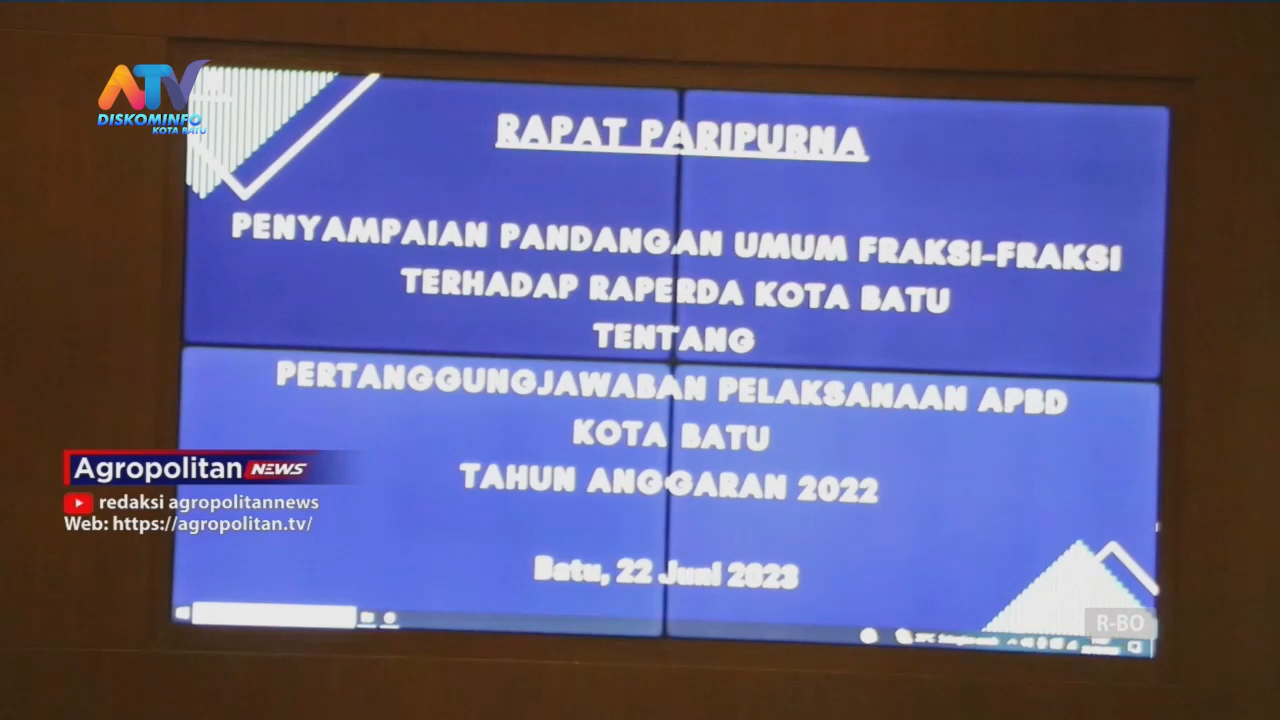 ATV
DISKOMINFO
KOTA BATU
RAPAT PARIPURNA
PENYAMPAIAN PANDANGAN UMUM FRAKSI-FRAKSI
TERHADAP RAPERDA KOTA BATU
TENTANG
PERTANGGUNGJAWABAN PELAKSANAAN APBD
KOTA BATU
TAHUN ANGGARAN 2022
Batu, 22 Juni 2023
Agropolitan NEWS
redaksi agropolitannews
Web: https://agropolitan.tv/
R-BO